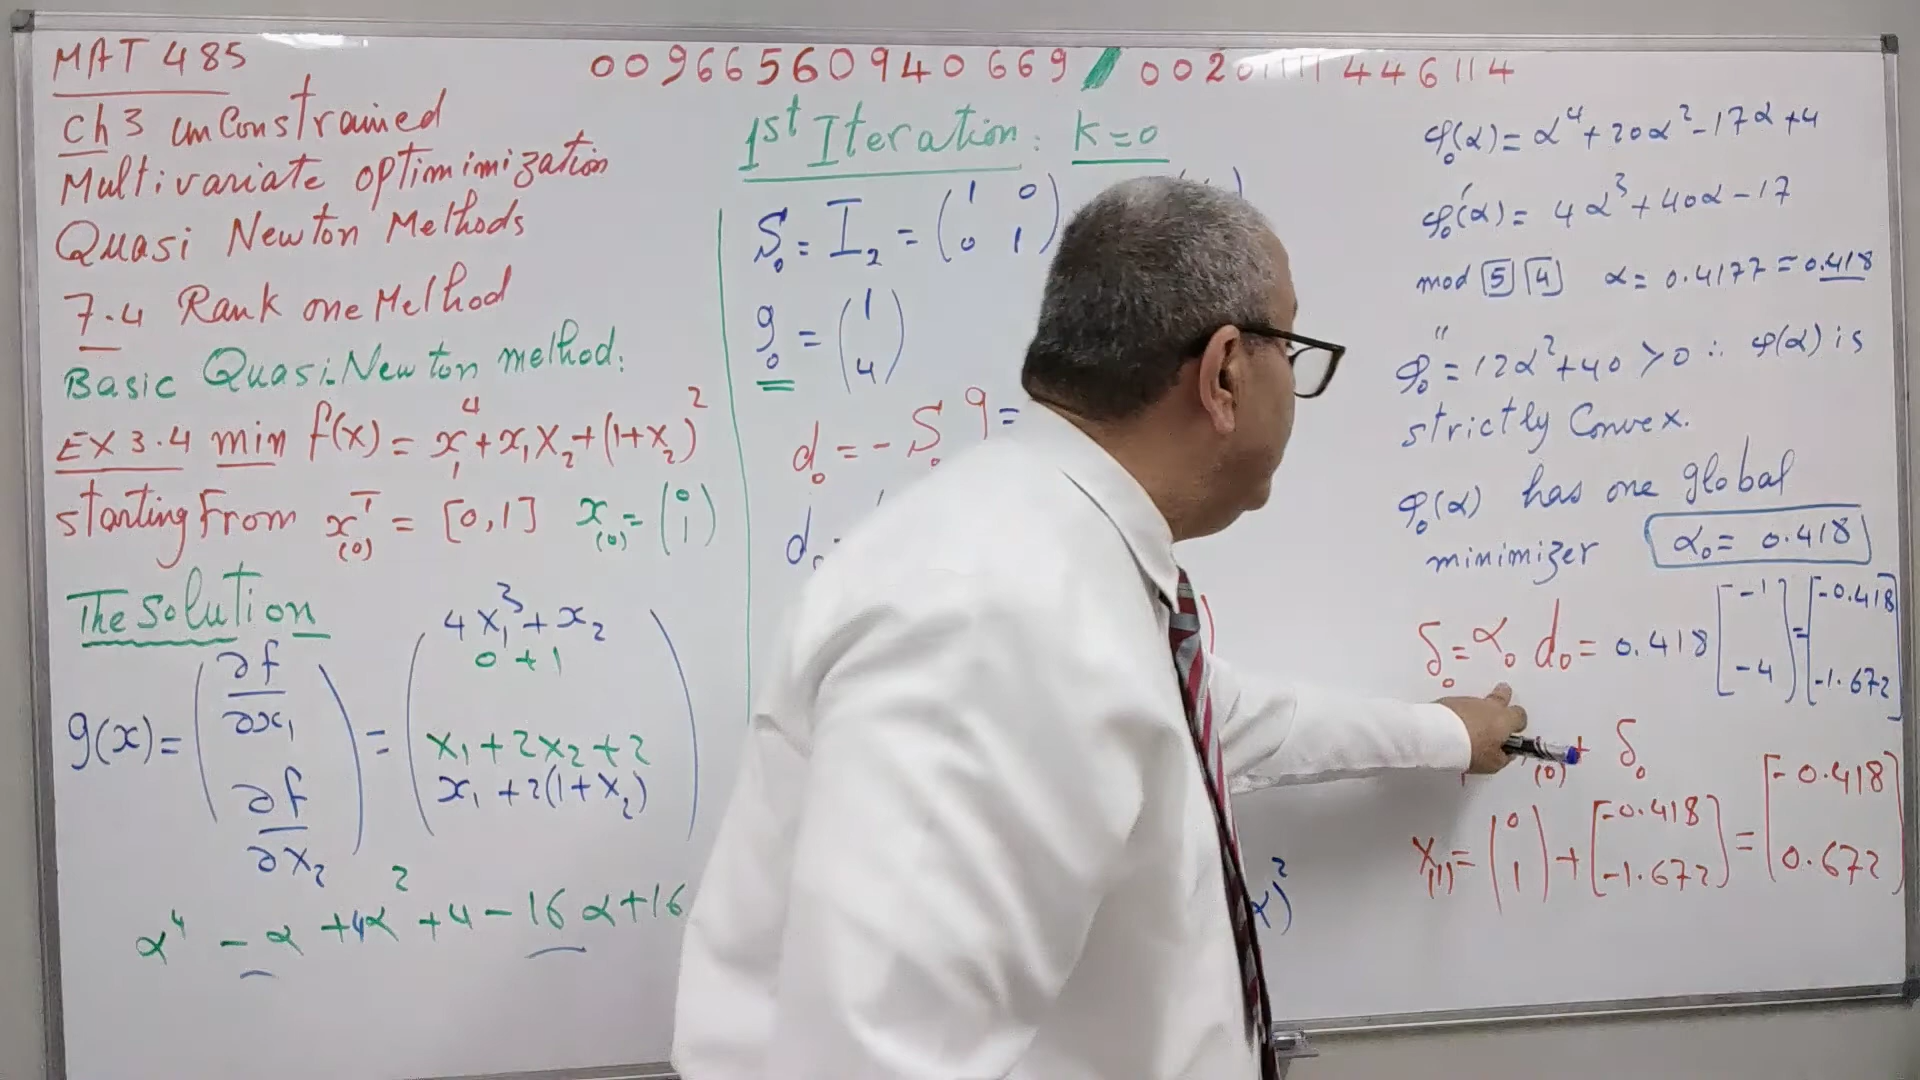 MAT 485
00966560940669 / 00201111446114
Ch 3 unConstrained
Multivariate optimimization
Quasi Newton Methods
7.4 Rank one Method
Basic Quasi-Newton method:
EX 3.4 min f(x) = x₁⁴ + x₁x₂ + (1+x₂)²
starting From x₍₀₎ᵀ = [0,1] x₍₀₎ = (0 1)
The Solution
g(x) = (∂f/∂x₁ ∂f/∂x₂) = (4x₁³ + x₂
0 + 1
x₁ + 2x₂ + 2
x₁ + 2(1+x₂))
α⁴ - α + 4α² + 4 - 16α + 16
1st Iteration: K=0
S₀ = I₂ = (1 0 0 1)
g₀ = (1 4)
d₀ = -S₀ g =
d₀
α)²
φ₀(α) = α⁴ + 20α² - 17α + 4
φ₀'(α) = 4α³ + 40α - 17
mod 5 4 α = 0.4177 = 0.418
φ₀'' = 12α² + 40 > 0 ∴ φ(α) is
strictly Convex.
φ₀(α) has one global
minimizer α₀ = 0.418
δ₀ = α₀ d₀ = 0.418 [-1 -4] = [-0.418 -1.672]
₍₀₎ + δ₀
x₍₁₎ = (0 1) + [-0.418 -1.672] = [-0.418 0.672]